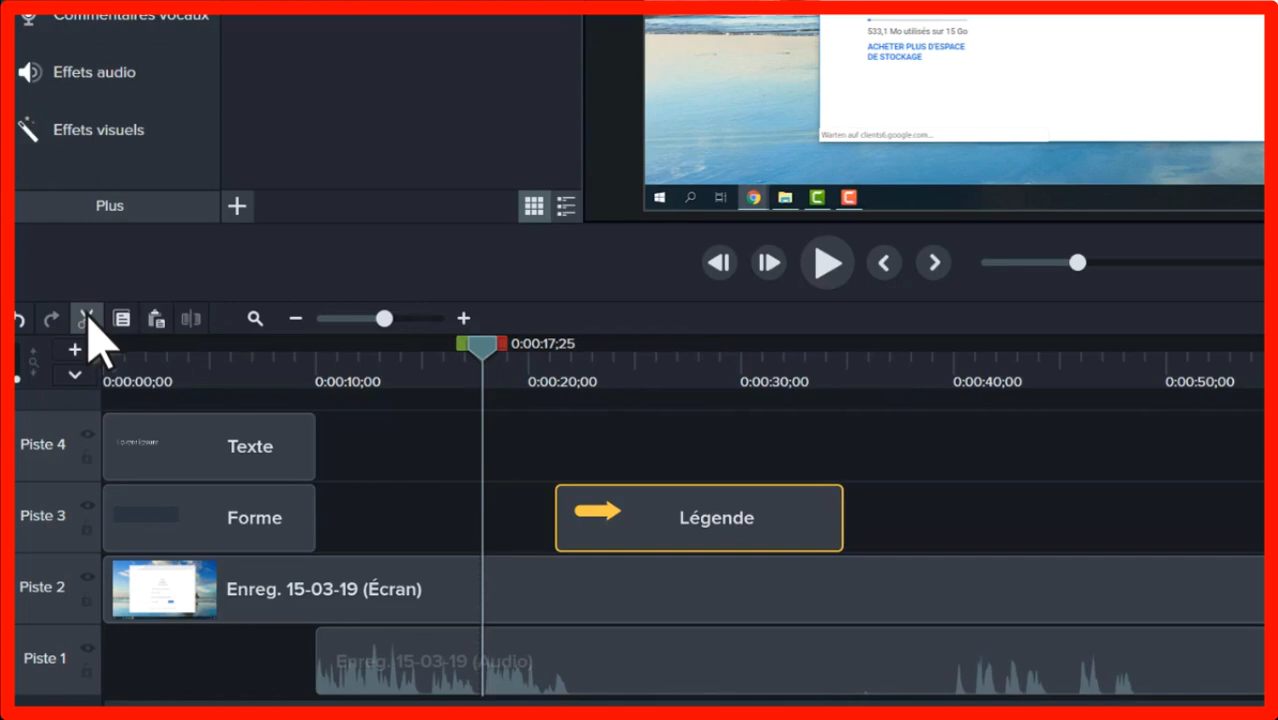 Commentaires vocaux
533,1 Mo utilisés sur 15 Go
ACHETER PLUS D'ESPACE
DE STOCKAGE
Effets audio
Effets visuels
Warten auf clients6.google.com...
Plus
0:00:17;25
0:00:00;00 0:00:10;00 0:00:20;00 0:00:30;00 0:00:40;00 0:00:50;00
Piste 4 Texte
Piste 3 Forme Légende
Piste 2 Enreg. 15-03-19 (Écran)
Piste 1 Enreg. 15-03-19 (Audio)